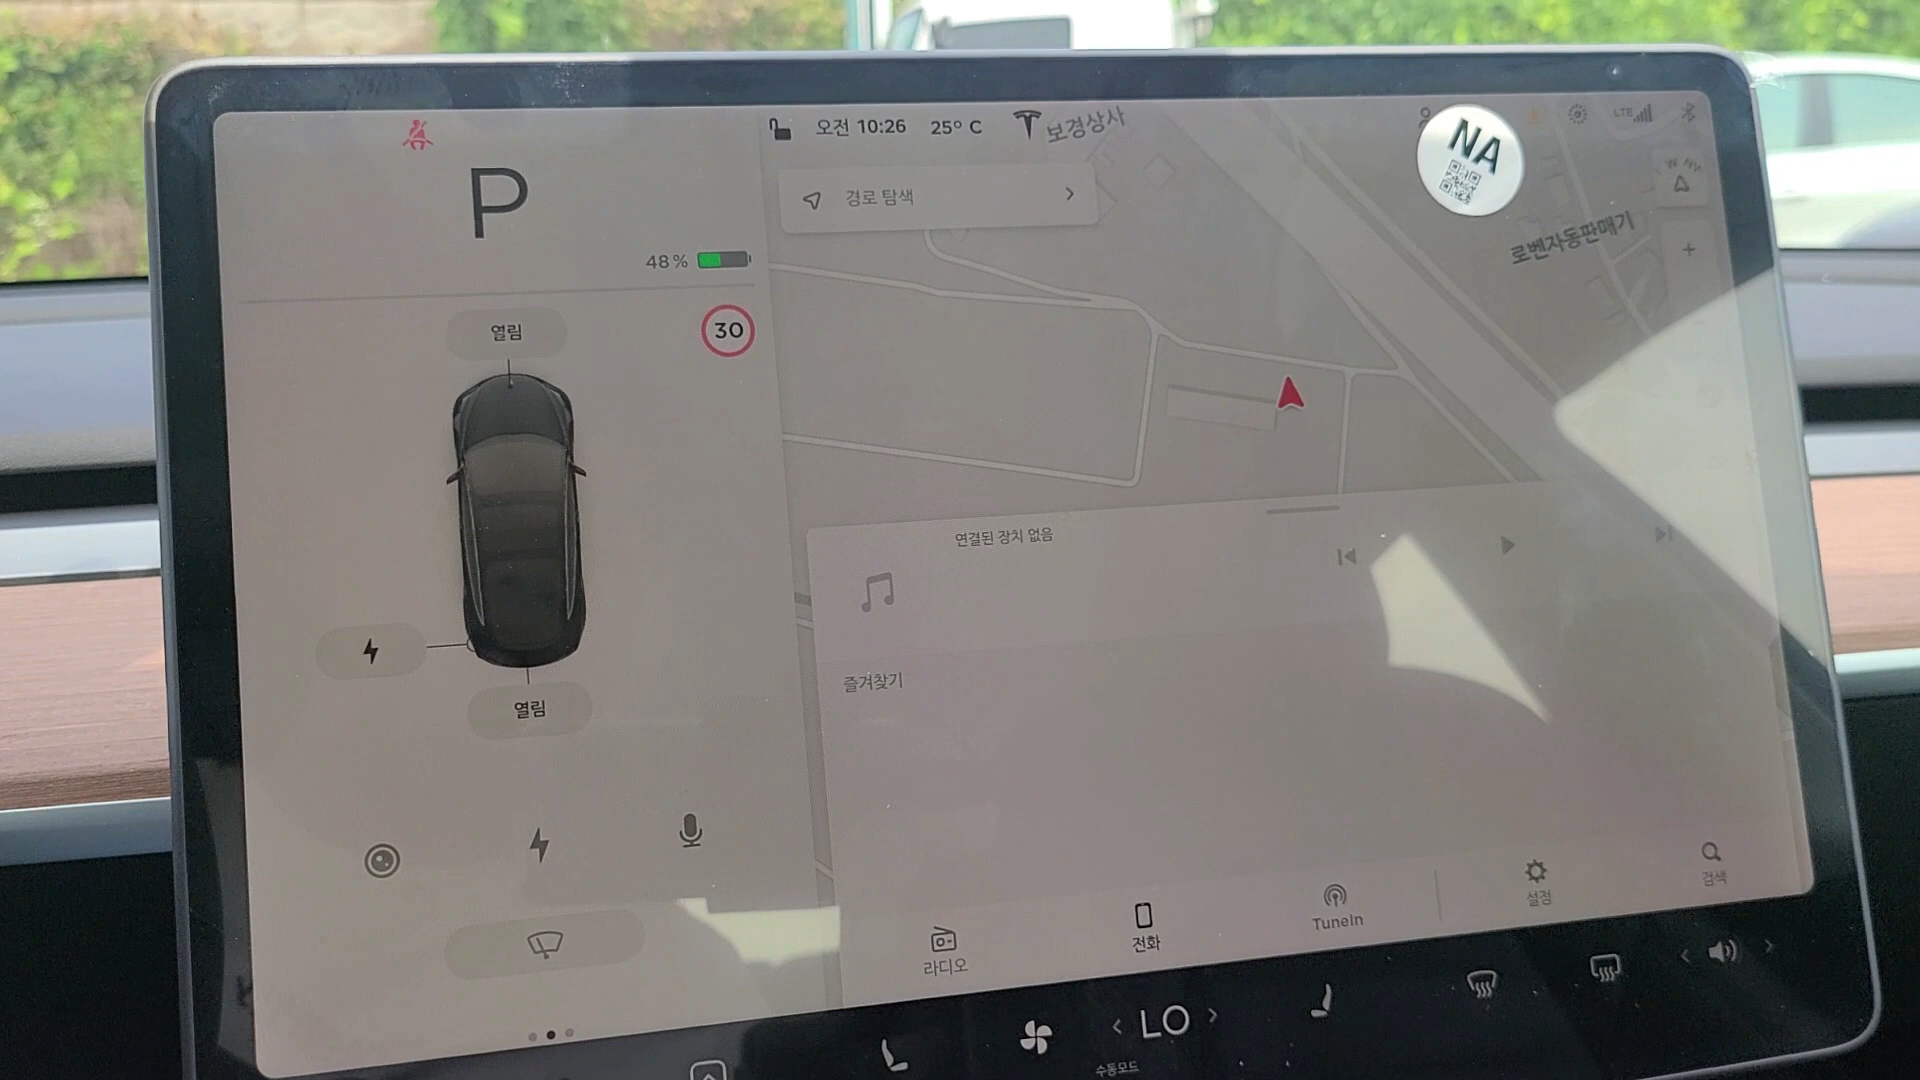 오전 10:26
25° C
보경상사
LTE
NA
P
경로 탐색
로벤자동판매기
48%
열림
30
연결된 장치 없음
즐겨찾기
열림
라디오
전화
TuneIn
설정
검색
LO
수동모드